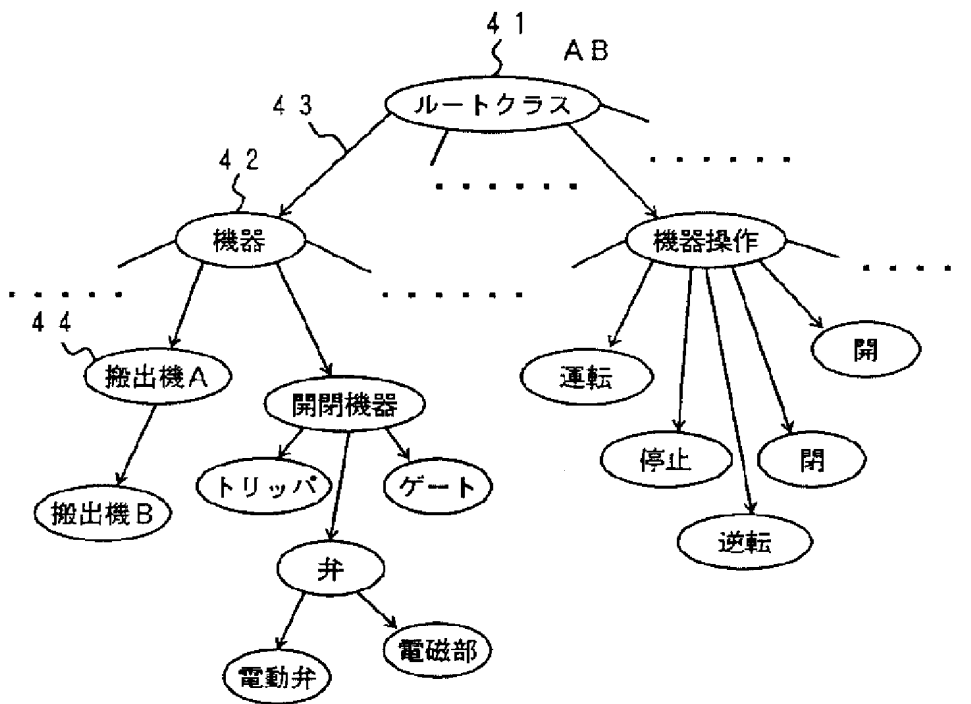 41
AB
ルートクラス
43
42
機器
機器操作
44
搬出機A
開閉機器
運転
開
トリッパ
ゲート
停止
閉
搬出機B
逆転
弁
電磁部
電動弁